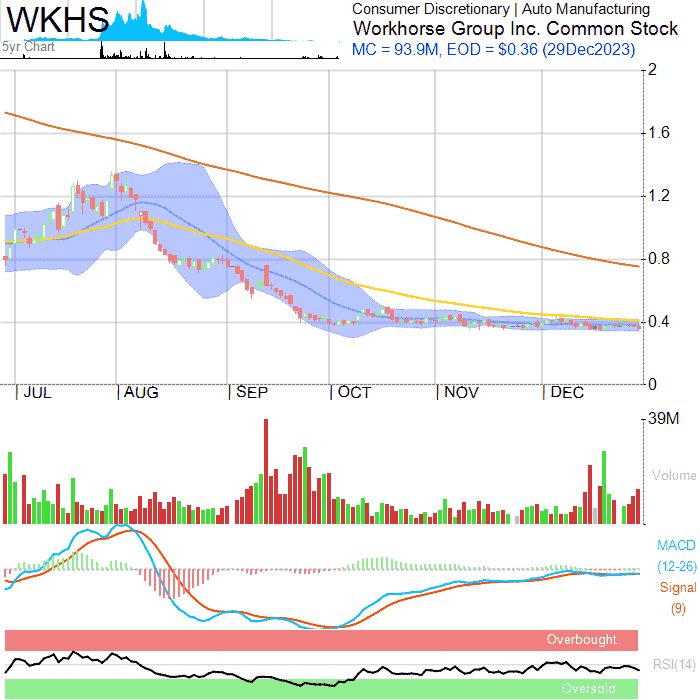 WKHS
5yr Chart
Consumer Discretionary | Auto Manufacturing
Workhorse Group Inc. Common Stock
MC = 93.9M, EOD = $0.36 (29Dec2023)
2
1.6
1.2
0.8
0.4
0
| JUL | AUG | SEP | OCT | NOV | DEC
39M
Volume
MACD
(12-26)
Signal
(9)
Overbought
RSI(14)
Oversold